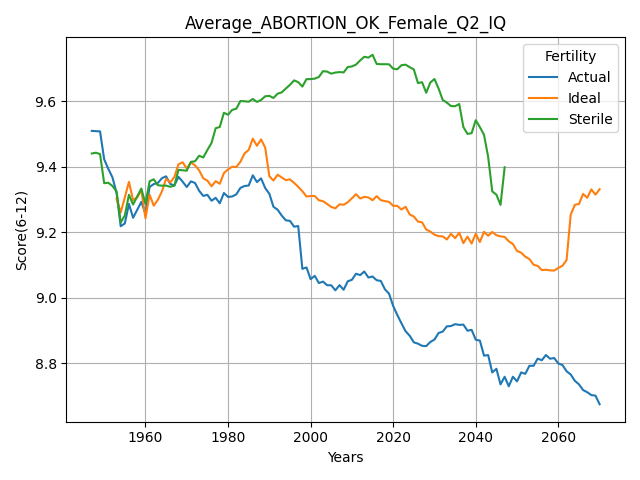 Average_ABORTION_OK_Female_Q2_IQ
Fertility
Actual
Ideal
Sterile
Score(6-12)
9.6
9.4
9.2
9.0
8.8
1960
1980
2000
2020
2040
2060
Years